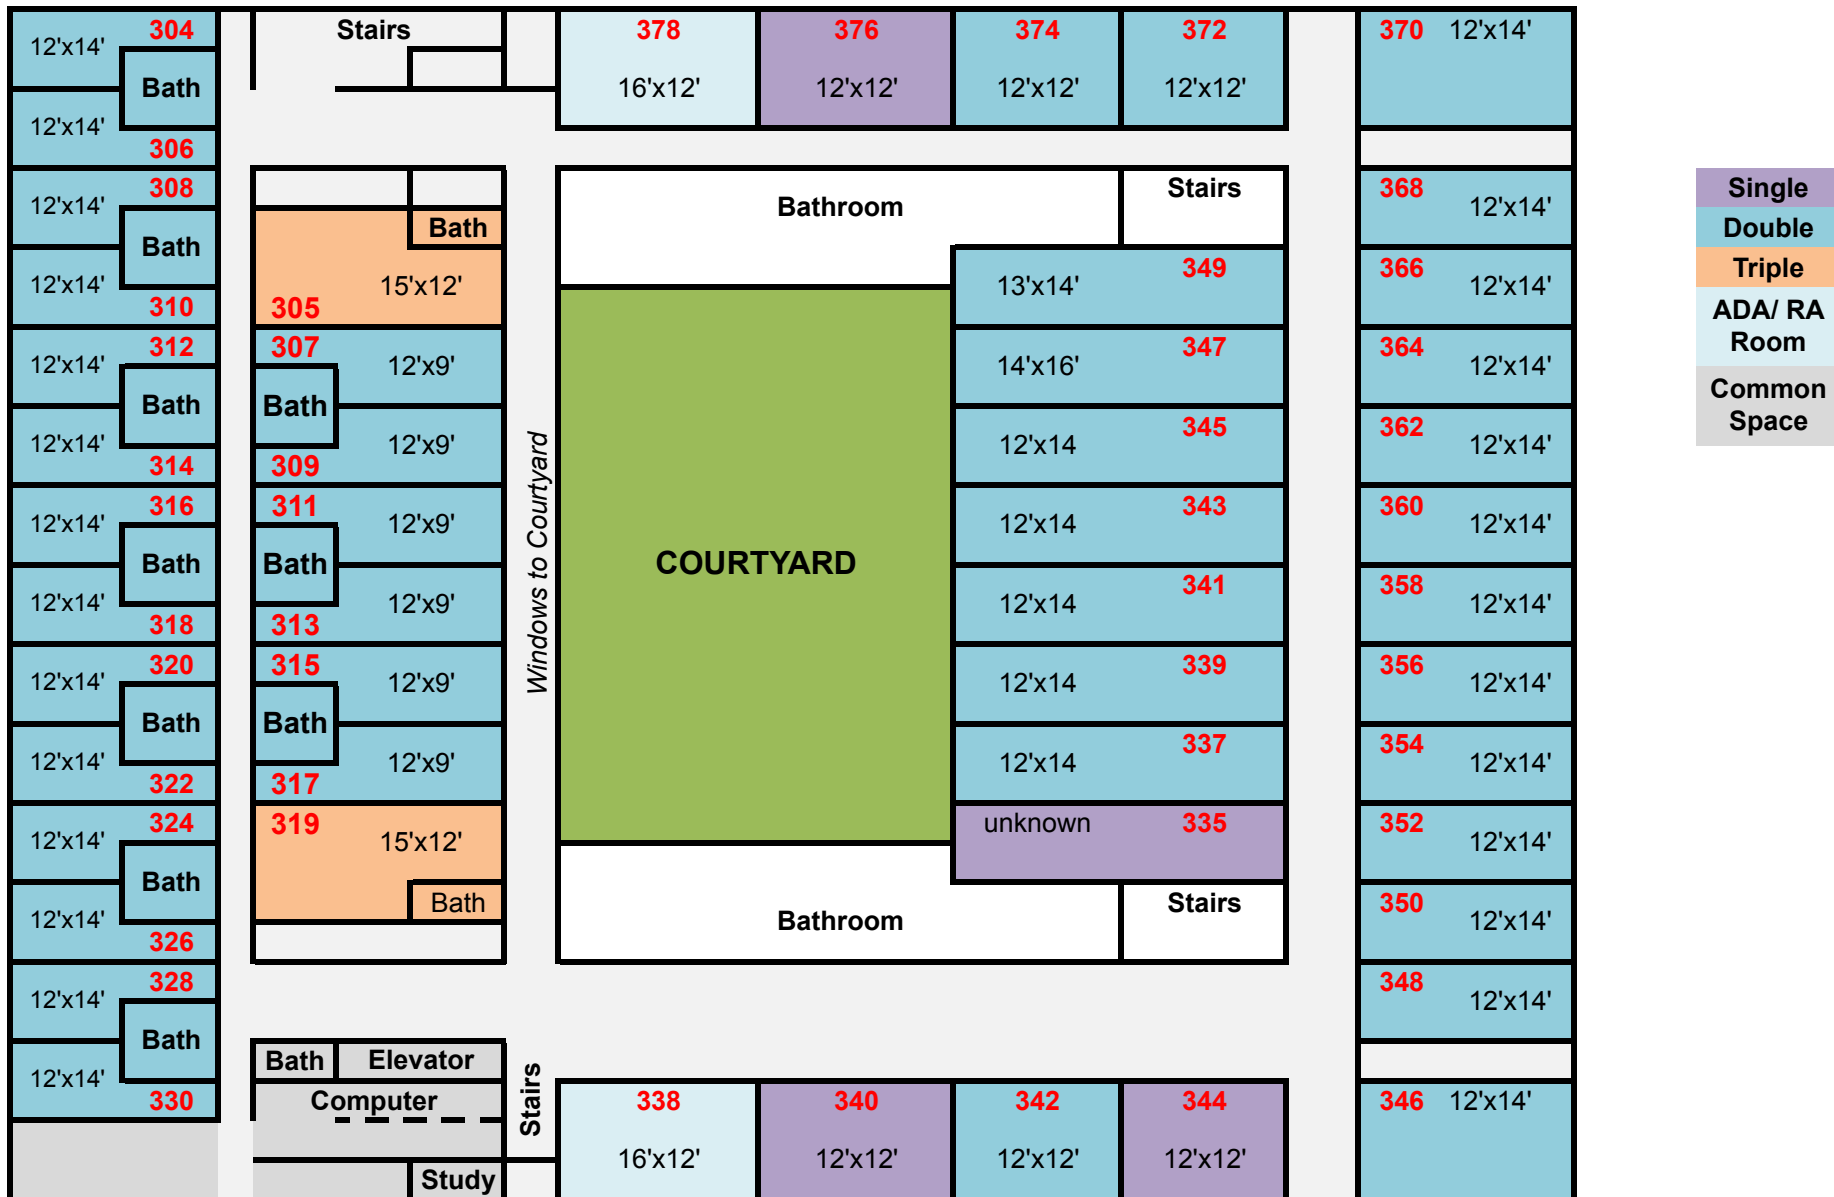 304
12'x14'
Bath
12'x14'
306
308
12'x14'
Bath
12'x14'
310
312
12'x14'
Bath
12'x14'
314
316
12'x14'
Bath
12'x14'
318
320
12'x14'
Bath
12'x14'
322
324
12'x14'
Bath
12'x14'
326
328
12'x14'
Bath
12'x14'
330
Stairs
Bath
15'x12'
305
307
12'x9'
Bath
12'x9'
309
311
12'x9'
Bath
12'x9'
313
315
12'x9'
Bath
12'x9'
317
319
15'x12'
Bath
Bath
Elevator
Computer
Study
Windows to Courtyard
Stairs
378
16'x12'
376
12'x12'
374
12'x12'
372
12'x12'
Bathroom
Stairs
COURTYARD
13'x14'
349
14'x16'
347
12'x14
345
12'x14
343
12'x14
341
12'x14
339
12'x14
337
unknown
335
Bathroom
Stairs
338
16'x12'
340
12'x12'
342
12'x12'
344
12'x12'
370 12'x14'
368
12'x14'
366
12'x14'
364
12'x14'
362
12'x14'
360
12'x14'
358
12'x14'
356
12'x14'
354
12'x14'
352
12'x14'
350
12'x14'
348
12'x14'
346 12'x14'
Single
Double
Triple
ADA/ RA
Room
Common
Space